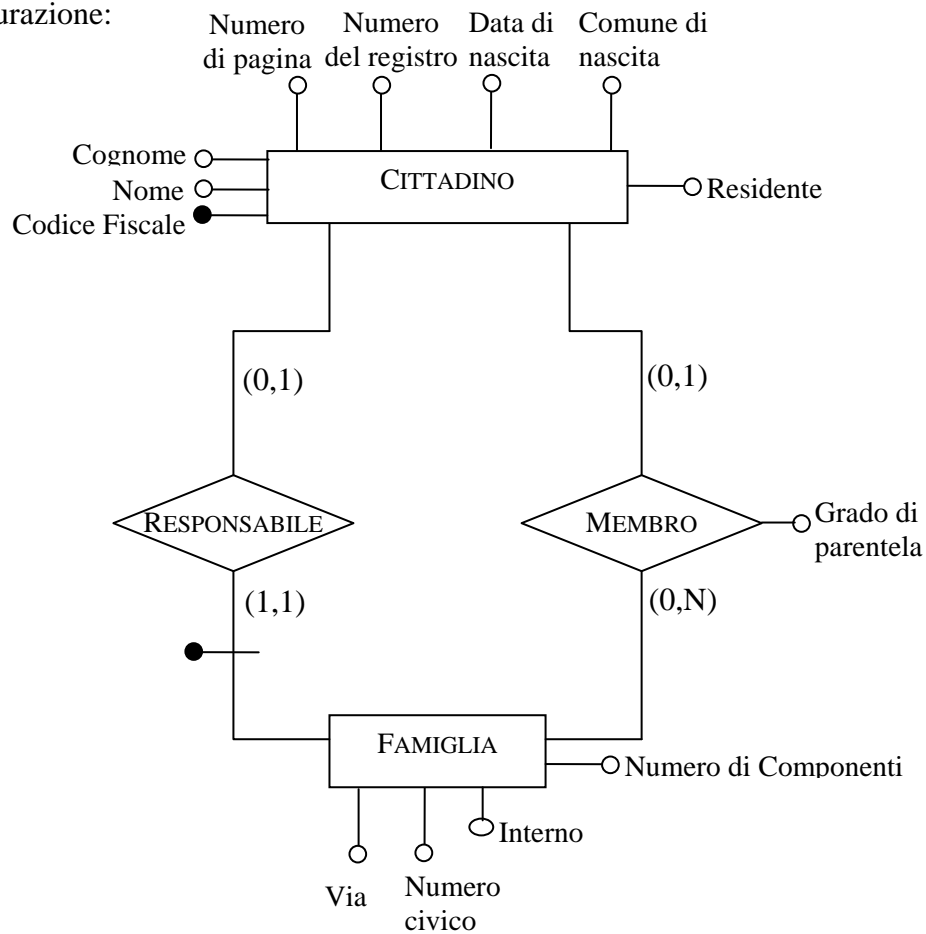 urazione:
Numero di pagina
Numero del registro
Data di nascita
Comune di nascita
Cognome
Nome
Codice Fiscale
CITTADINO
Residente
(0,1)
(0,1)
RESPONSABILE
MEMBRO
Grado di parentela
(1,1)
(0,N)
FAMIGLIA
Numero di Componenti
Interno
Via
Numero civico